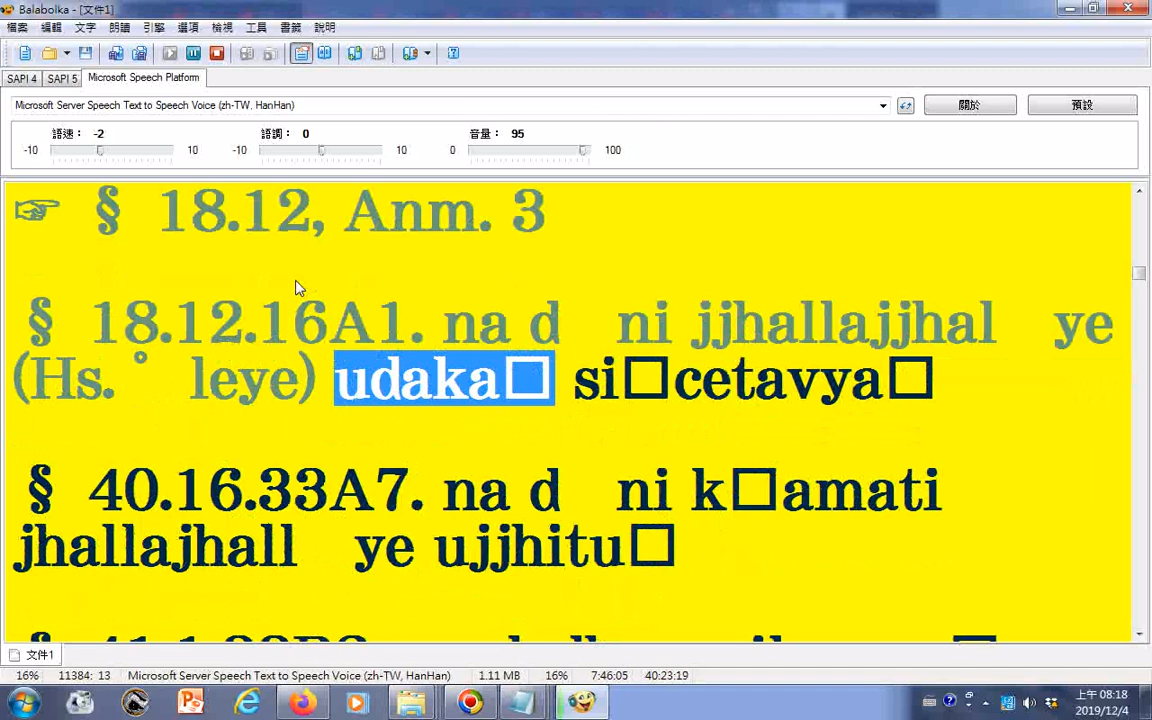 Balabolka - [文件1]
檔案 編輯 文字 朗讀 引擎 選項 檢視 工具 書籤 說明
SAPI 4 SAPI 5 Microsoft Speech Platform
Microsoft Server Speech Text to Speech Voice (zh-TW, HanHan) 關於 預設
語速： -2 語調： 0 音量： 95
-10 10 -10 10 0 100
☞ § 18.12, Anm. 3
§ 18.12.16A1. na d ni jjhallajjhal ye
(Hs. ° leye) udaka□ si□cetavya□
§ 40.16.33A7. na d ni k□amati
jhallajhall ye ujjhitu□
文件1
16% 11384: 13 Microsoft Server Speech Text to Speech Voice (zh-TW, HanHan) 1.11 MB 16% 7:46:05 40:23:19
上午 08:18
2019/12/4